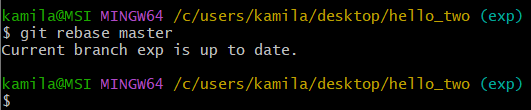 kamila@MSI MINGW64 /c/users/kamila/desktop/hello_two (exp)
$ git rebase master
Current branch exp is up to date.
kamila@MSI MINGW64 /c/users/kamila/desktop/hello_two (exp)
$